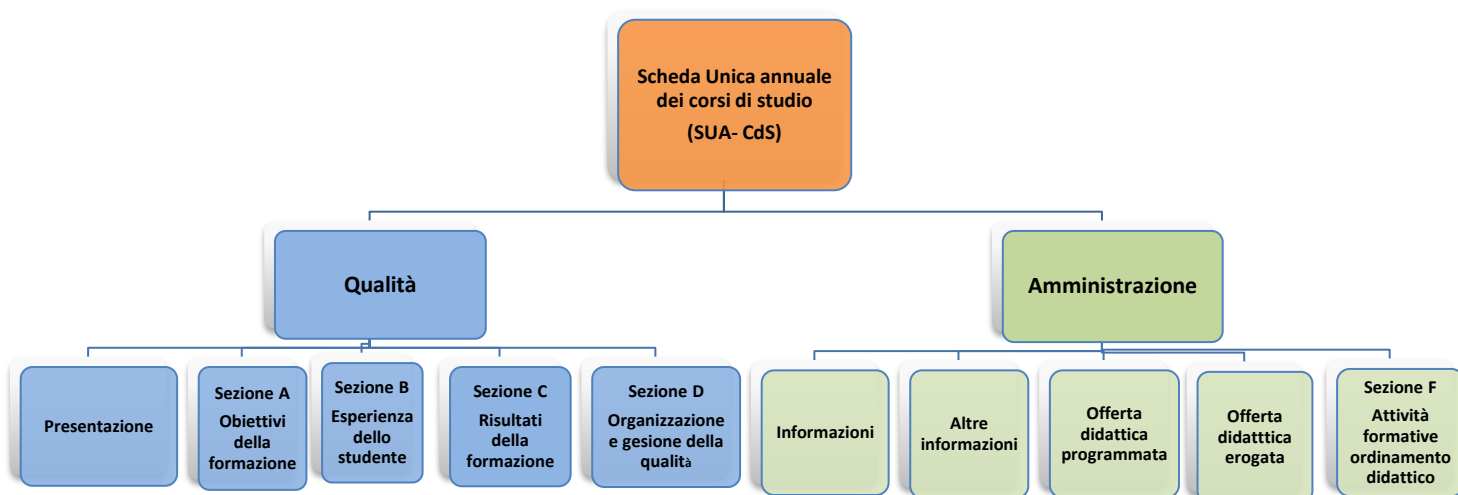 Scheda Unica annuale
dei corsi di studio
(SUA- CdS)
Qualità
Amministrazione
Presentazione
Sezione A
Obiettivi
della
formazione
Sezione B
Esperienza
dello
studente
Sezione C
Risultati
della
formazione
Sezione D
Organizzazione
e gesione della
qualità
Informazioni
Altre
informazioni
Offerta
didattica
programmata
Offerta
didatttica
erogata
Sezione F
Attività
formative
ordinamento
didattico